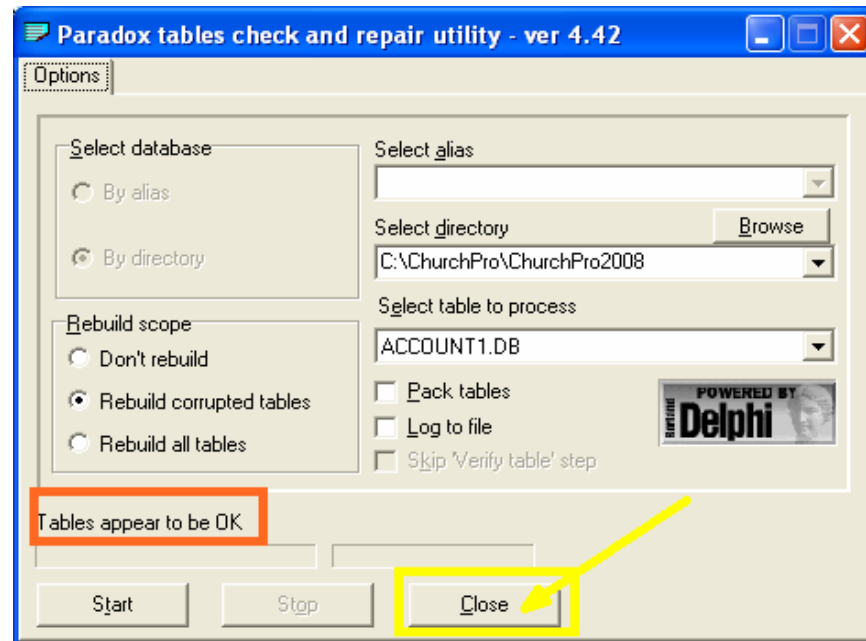 Paradox tables check and repair utility - ver 4.42
Options
Select database
By alias
By directory
Select alias
Select directory
Browse
C:\ChurchPro\ChurchPro2008
Select table to process
ACCOUNT1.DB
Rebuild scope
Don't rebuild
Rebuild corrupted tables
Rebuild all tables
Pack tables
Log to file
Skip 'Verify table' step
POWERED BY
Borland
Delphi
Tables appear to be OK
Start
Stop
Close